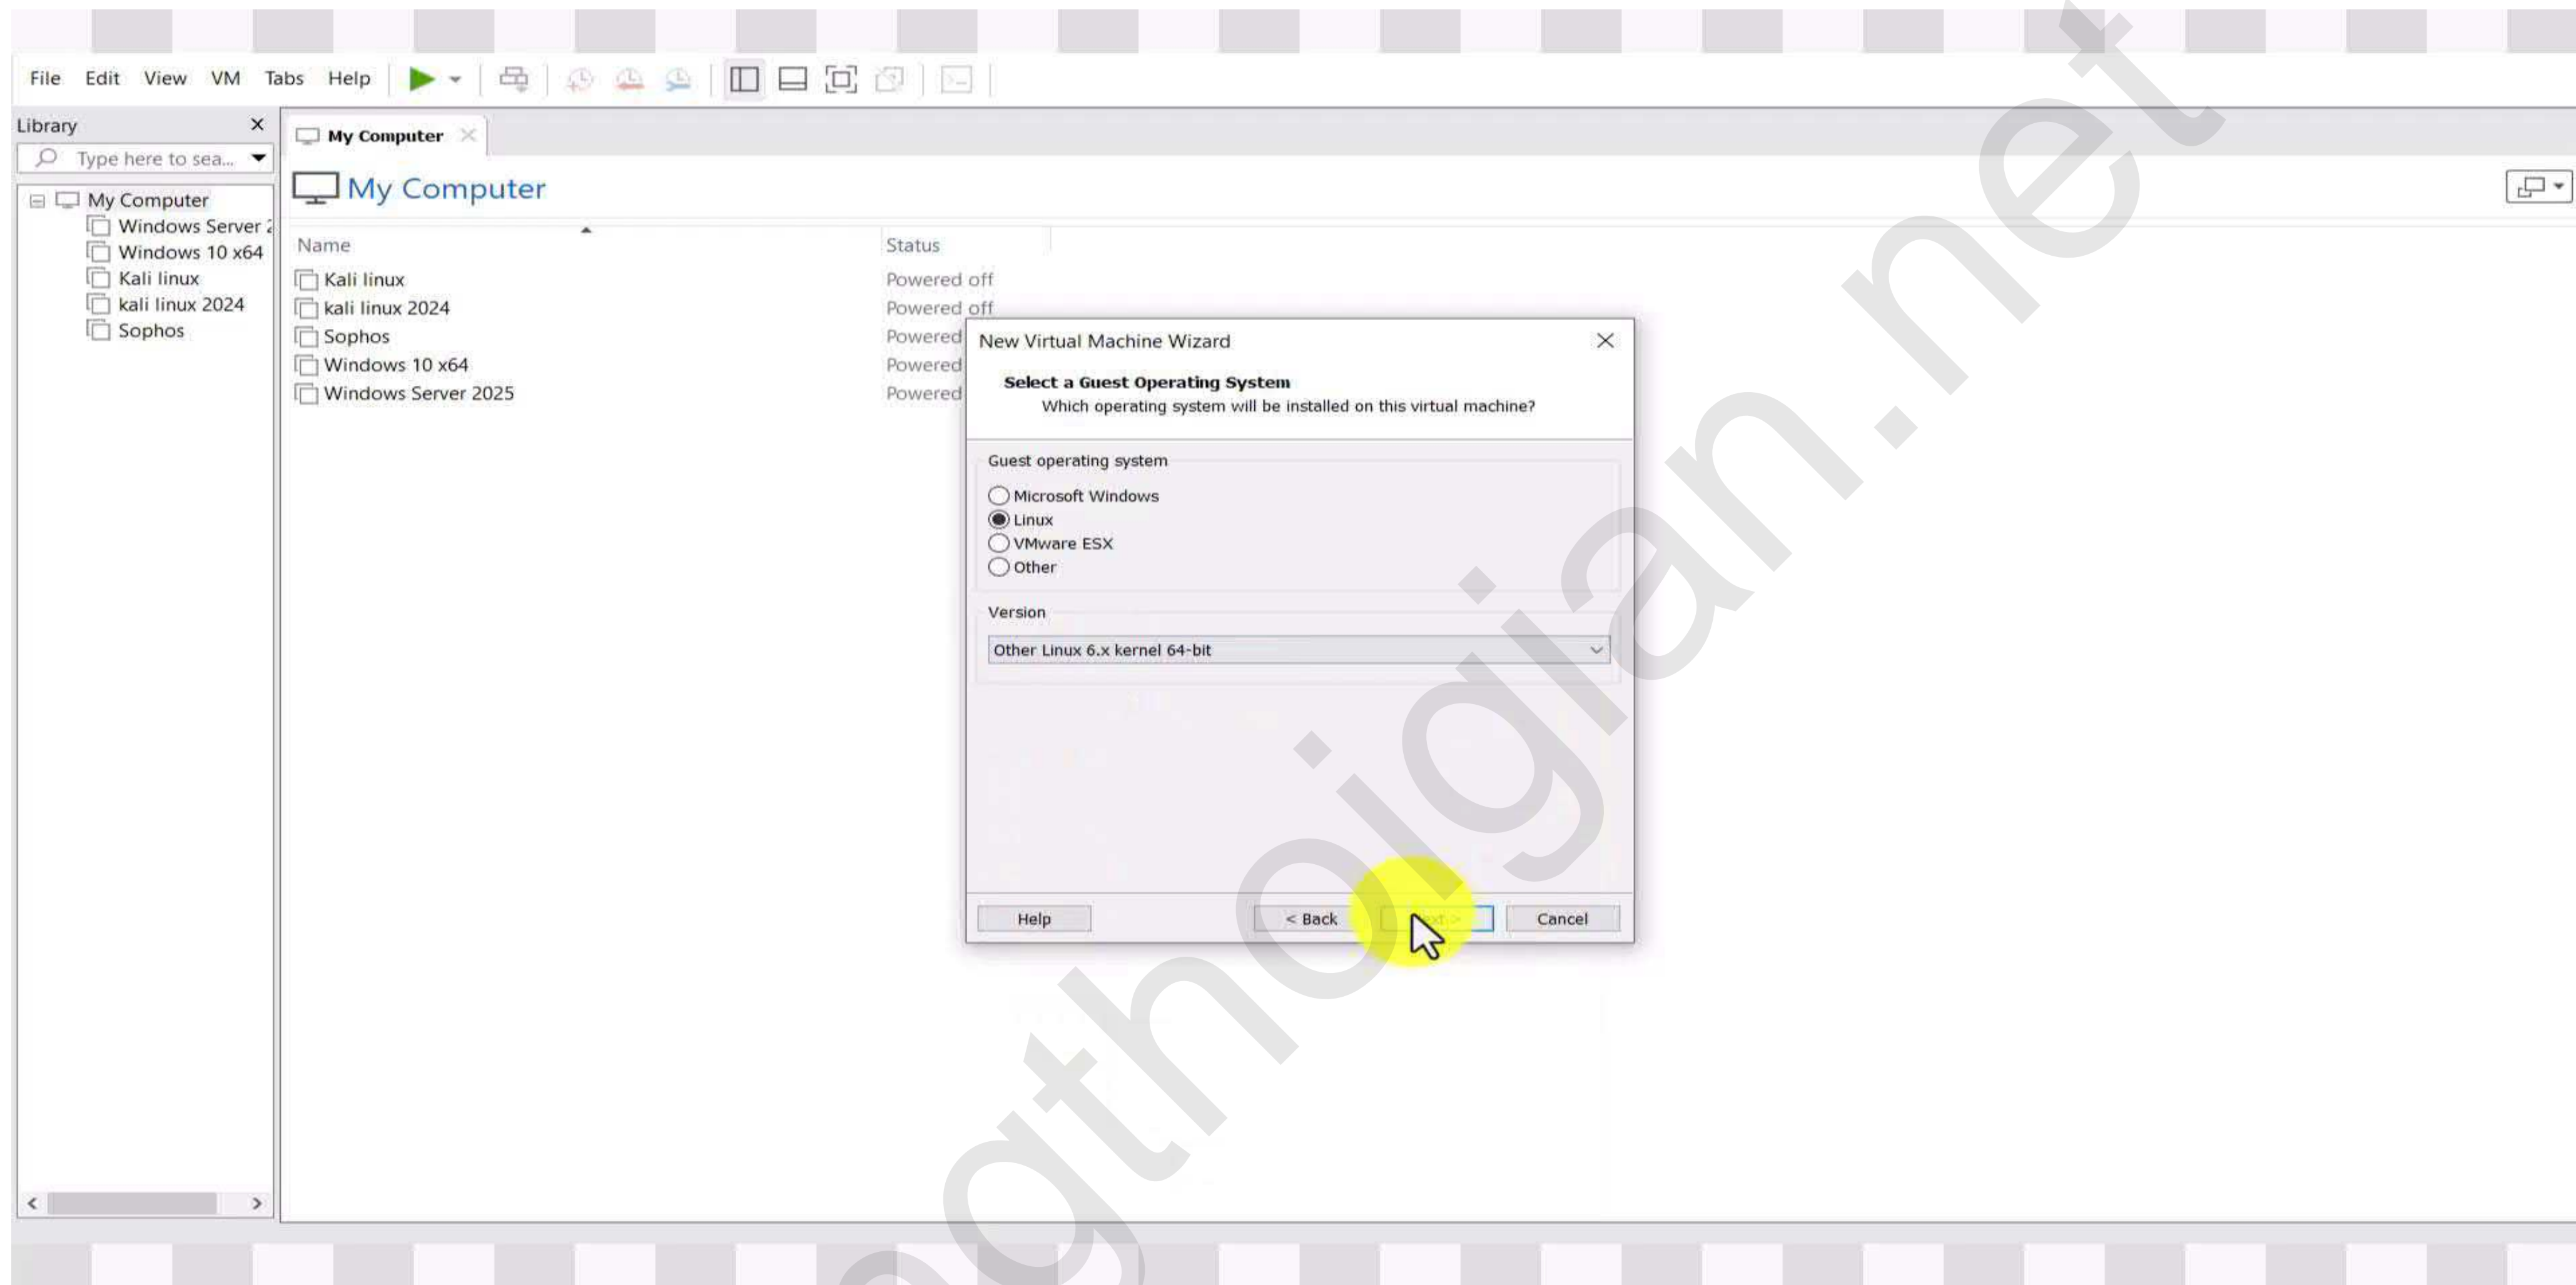 File Edit View VM Tabs Help
Library
My Computer
Type here to sea...
My Computer
My Computer
Windows Server
Windows 10 x64
Kali linux
kali linux 2024
Sophos
Name Status
Kali linux Powered off
kali linux 2024 Powered off
Sophos Powered
Windows 10 x64 Powered
Windows Server 2025 Powered
New Virtual Machine Wizard
Select a Guest Operating System
Which operating system will be installed on this virtual machine?
Guest operating system
Microsoft Windows
Linux
VMware ESX
Other
Version
Other Linux 6.x kernel 64-bit
Help < Back Cancel
gthoigian.net